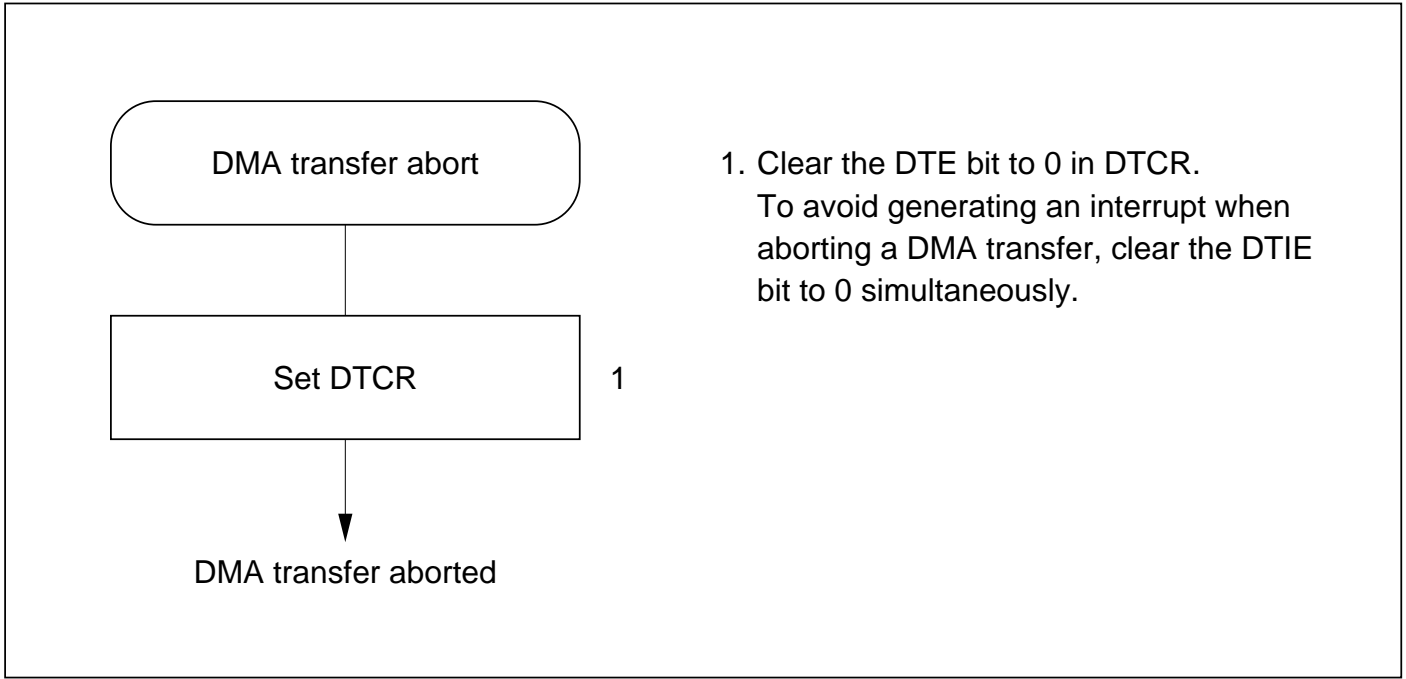 DMA transfer abort
Set DTCR
1
DMA transfer aborted
1. Clear the DTE bit to 0 in DTCR.
To avoid generating an interrupt when
aborting a DMA transfer, clear the DTIE
bit to 0 simultaneously.